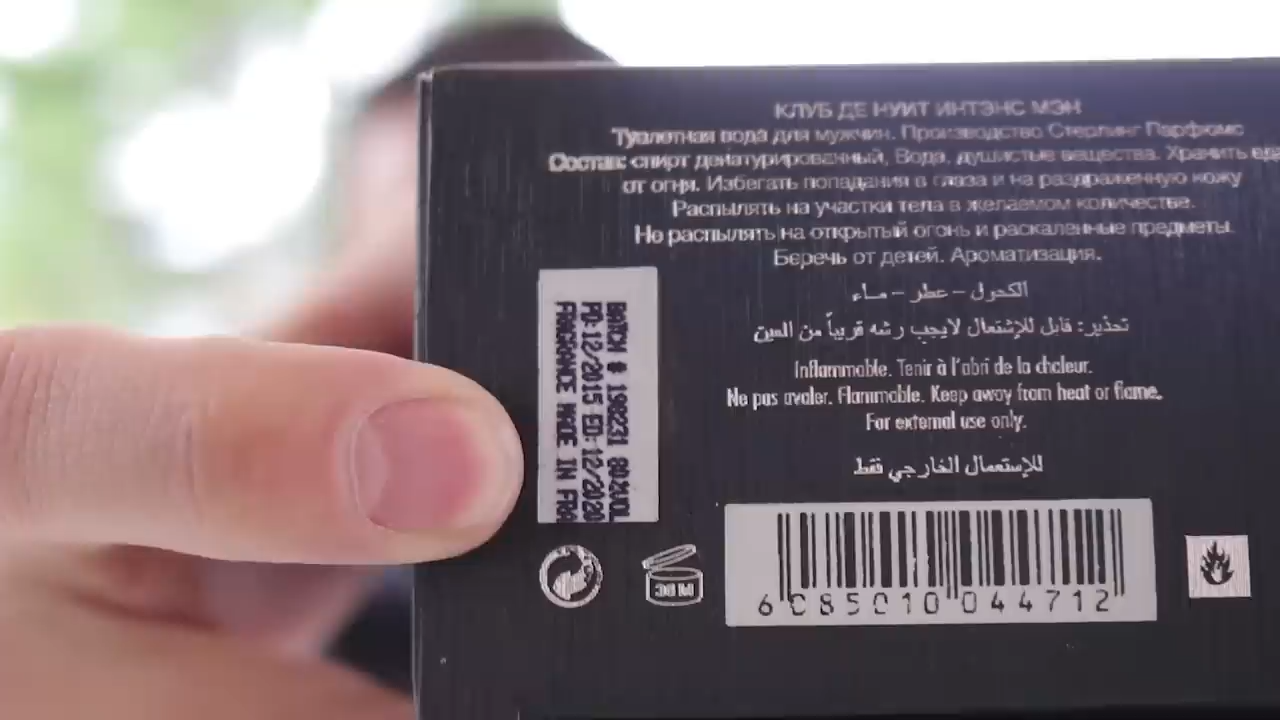 КЛУБ ДЕ НУИТ ИНТЭНС МЭН
Туалетная вода для мужчин. Производство Стерлинг Парфюмс
Состав: спирт денатурированный, Вода, душистые вещества. Хранить вда
от огня. Избегать попадания в глаза и на раздраженную кожу
Распылять на участки тела в желаемом количестве.
Не распылять на открытый огонь и раскаленные предметы.
Беречь от детей. Ароматизация.
الكحول – عطر – مـاء
تحذير: قابل للإشتعال لايجب رشه قريباً من العين
Inflammable. Tenir à l'abri de la chaleur.
Ne pas avaler. Flammable. Keep away from heat or flame.
For external use only.
للإستعمال الخارجي فقط
BATCH # 198231 80%VOL
PD: 12/2015 ED: 12/2020
FRAGRANCE MADE IN FRA
6 085010 044712